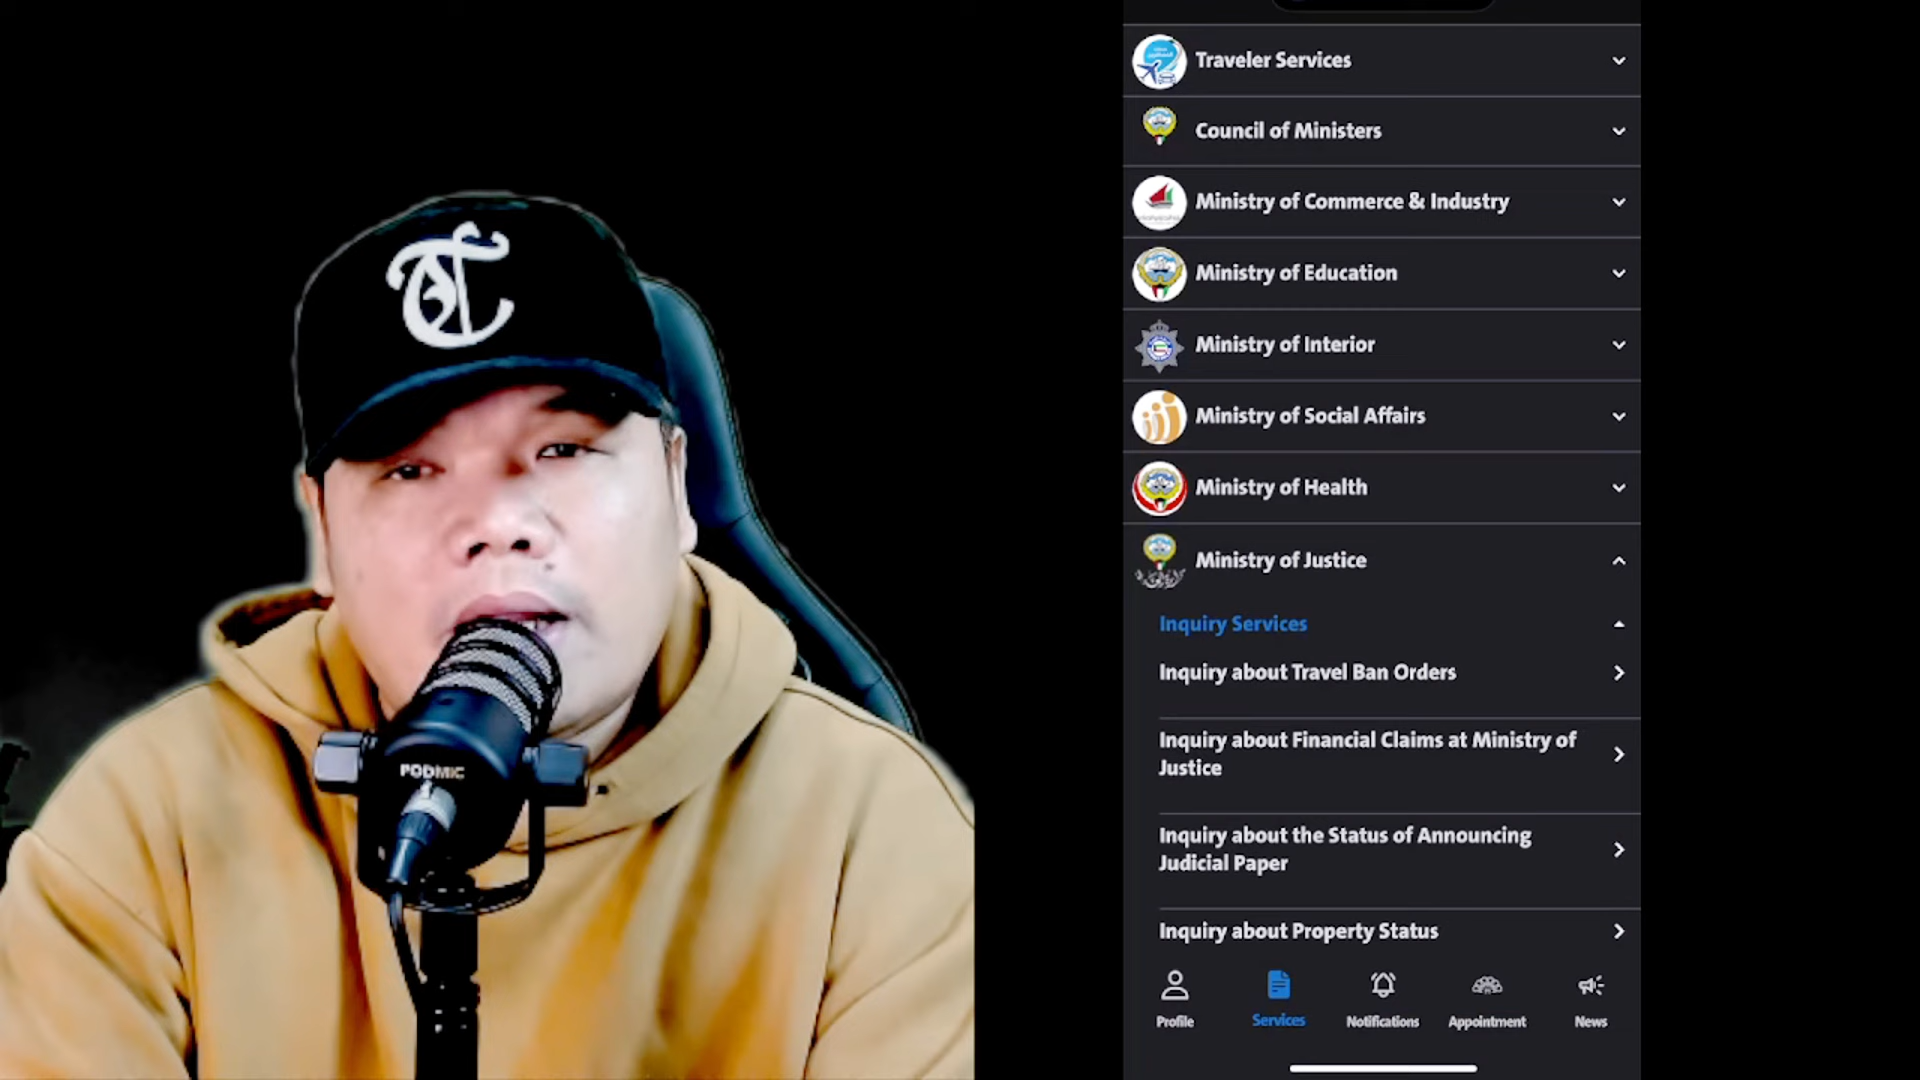 TC
PODMIC
Traveler Services
Council of Ministers
Ministry of Commerce & Industry
Ministry of Education
Ministry of Interior
Ministry of Social Affairs
Ministry of Health
Ministry of Justice
Inquiry Services
Inquiry about Travel Ban Orders
Inquiry about Financial Claims at Ministry of
Justice
Inquiry about the Status of Announcing
Judicial Paper
Inquiry about Property Status
Profile
Services
Notifications
Appointment
News